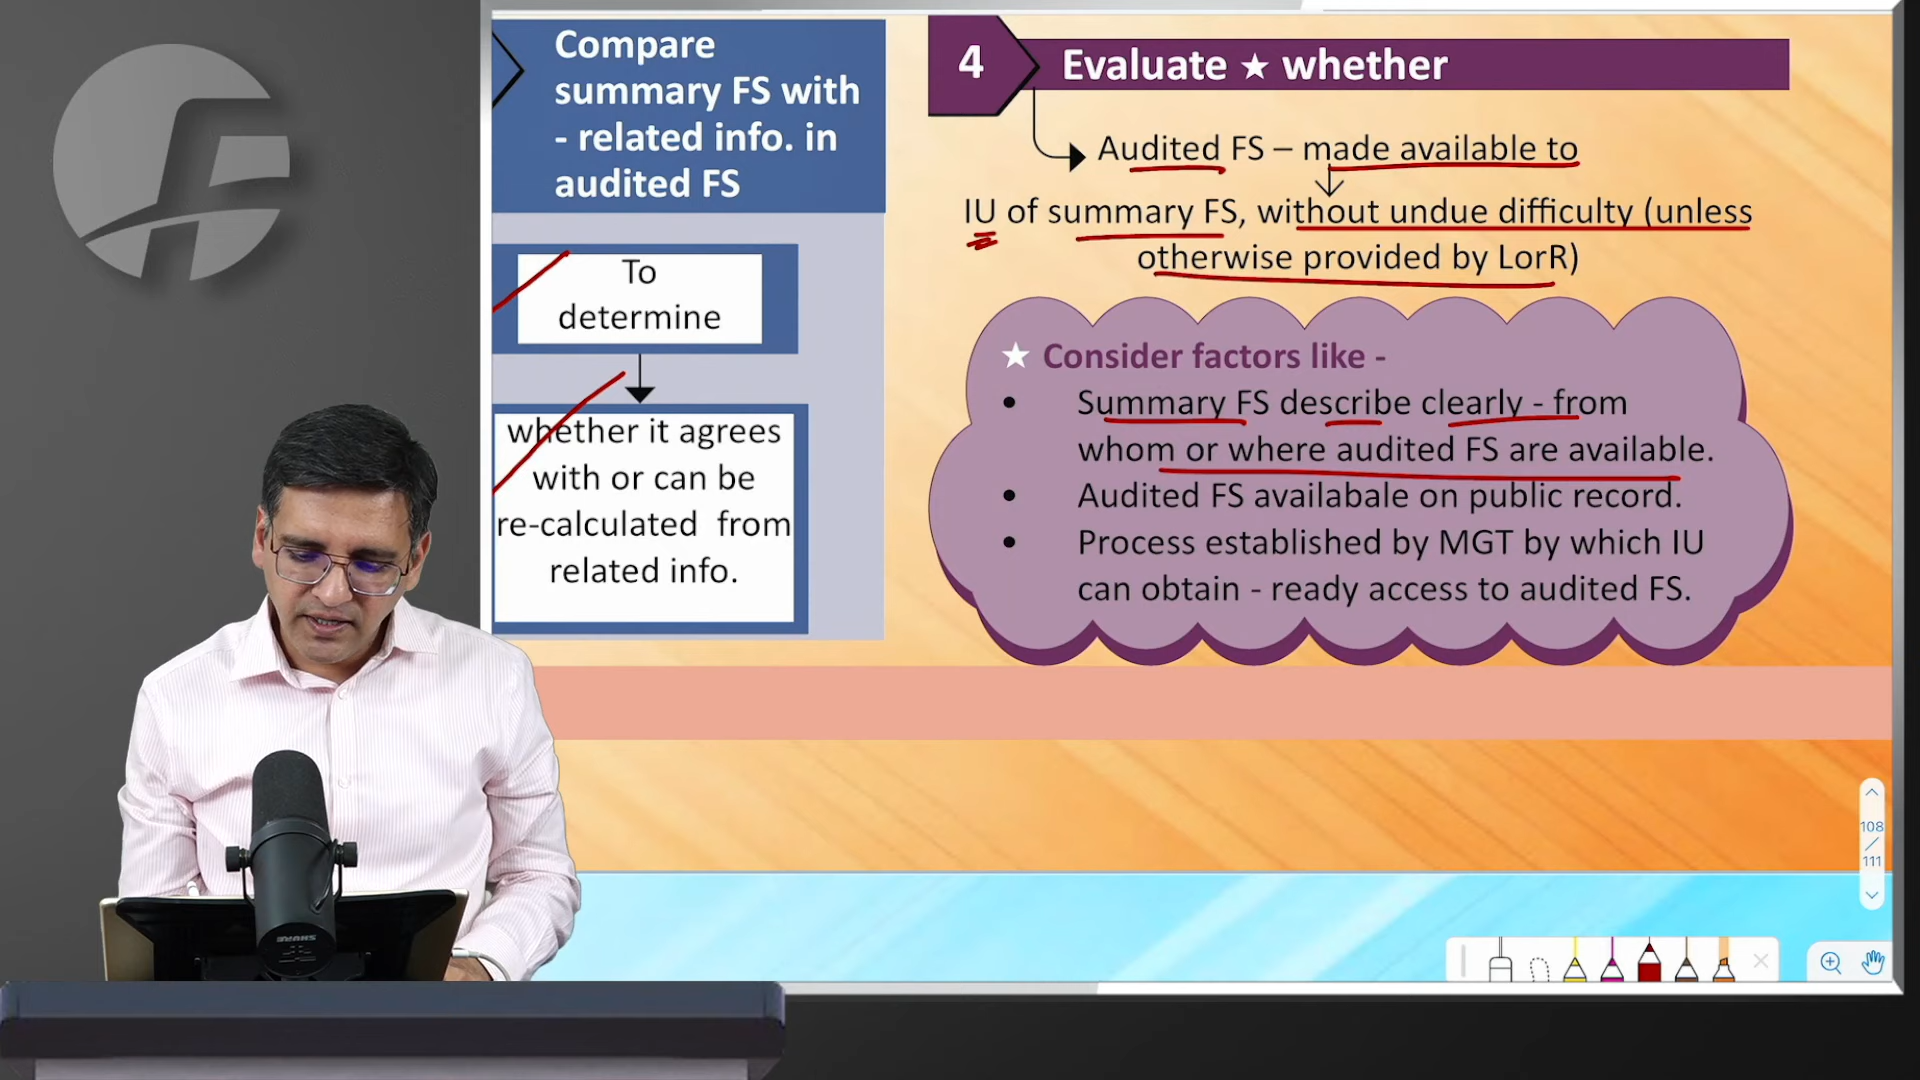 Compare
summary FS with
- related info. in
audited FS
To
determine
whether it agrees
with or can be
re-calculated from
related info.
4
Evaluate ★ whether
Audited FS – made available to
IU of summary FS, without undue difficulty (unless
otherwise provided by LorR)
★ Consider factors like -
• Summary FS describe clearly - from
whom or where audited FS are available.
• Audited FS availabale on public record.
• Process established by MGT by which IU
can obtain - ready access to audited FS.
108
/
111
SHURE